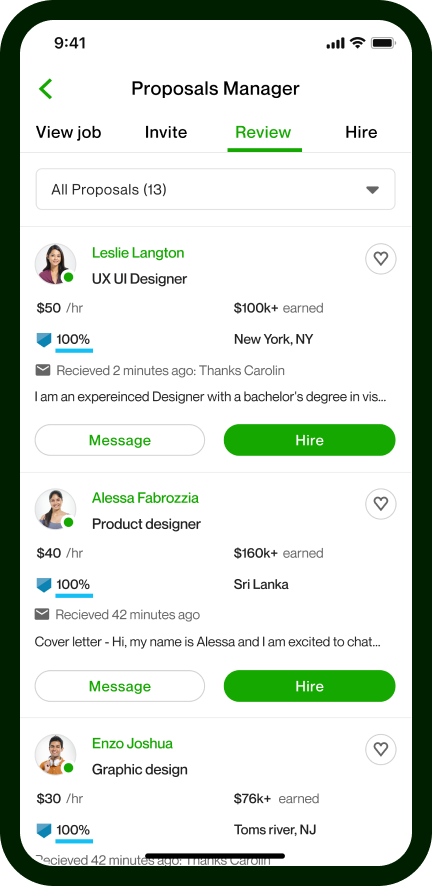 9:41
Proposals Manager
View job Invite Review Hire
All Proposals (13)
Leslie Langton
UX UI Designer
$50 /hr $100k+ earned
100% New York, NY
Recieved 2 minutes ago: Thanks Carolin
I am an expereinced Designer with a bachelor's degree in vis...
Message Hire
Alessa Fabrozzia
Product designer
$40 /hr $160k+ earned
100% Sri Lanka
Recieved 42 minutes ago
Cover letter - Hi, my name is Alessa and I am excited to chat...
Message Hire
Enzo Joshua
Graphic design
$30 /hr $76k+ earned
100% Toms river, NJ
Recieved 42 minutes ago: Thanks Carolin